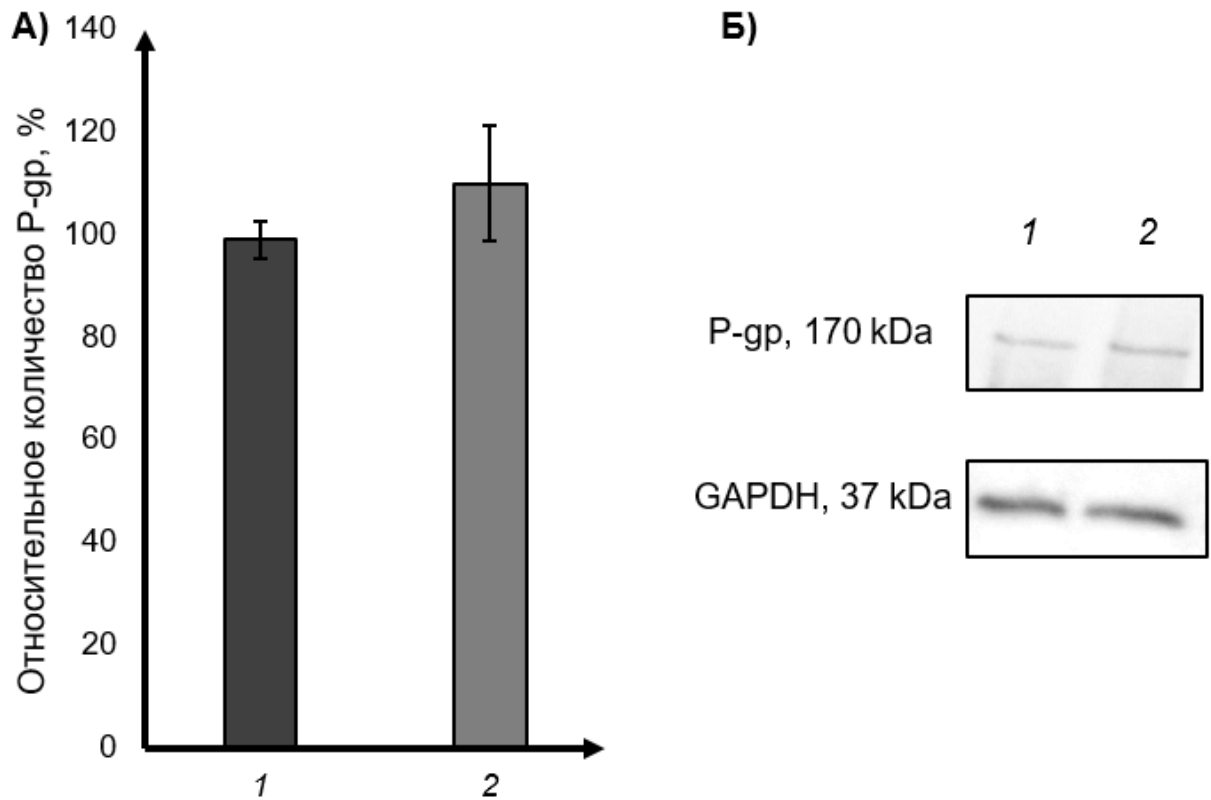 А)
140
120
100
80
60
40
20
0
Относительное количество P-gp, %
1
2
Б)
1 2
P-gp, 170 kDa
GAPDH, 37 kDa